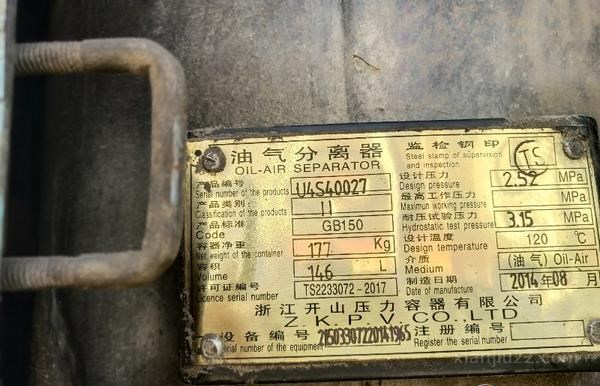 油气分离器
OIL-AIR SEPARATOR
监检钢印
Steel stamp of supervision
and inspection
TS
产品编号
Serial number of the products
U4S40027
设计压力
Design pressure
2.52 MPa
产品类别:
Classification of the products
II
最高工作压力
Maximun working pressure
MPa
产品标准
Code
GB150
耐压试验压力
Hydrostatic test pressure
3.15 MPa
容器净重
Net weight of the container
177 Kg
设计温度
Design temperature
120 ℃
容积
Volume
146 L
介质
Medium
(油气) Oil-Air
许可证编号
Licence serial number
TS2233072-2017
制造日期
Date of manufacture
2014年08月
浙江开山压力容器有限公司
Z.K.P.V.CO.,LTD
设备编号
rial number of the equipment
注册编号
Register the serial number